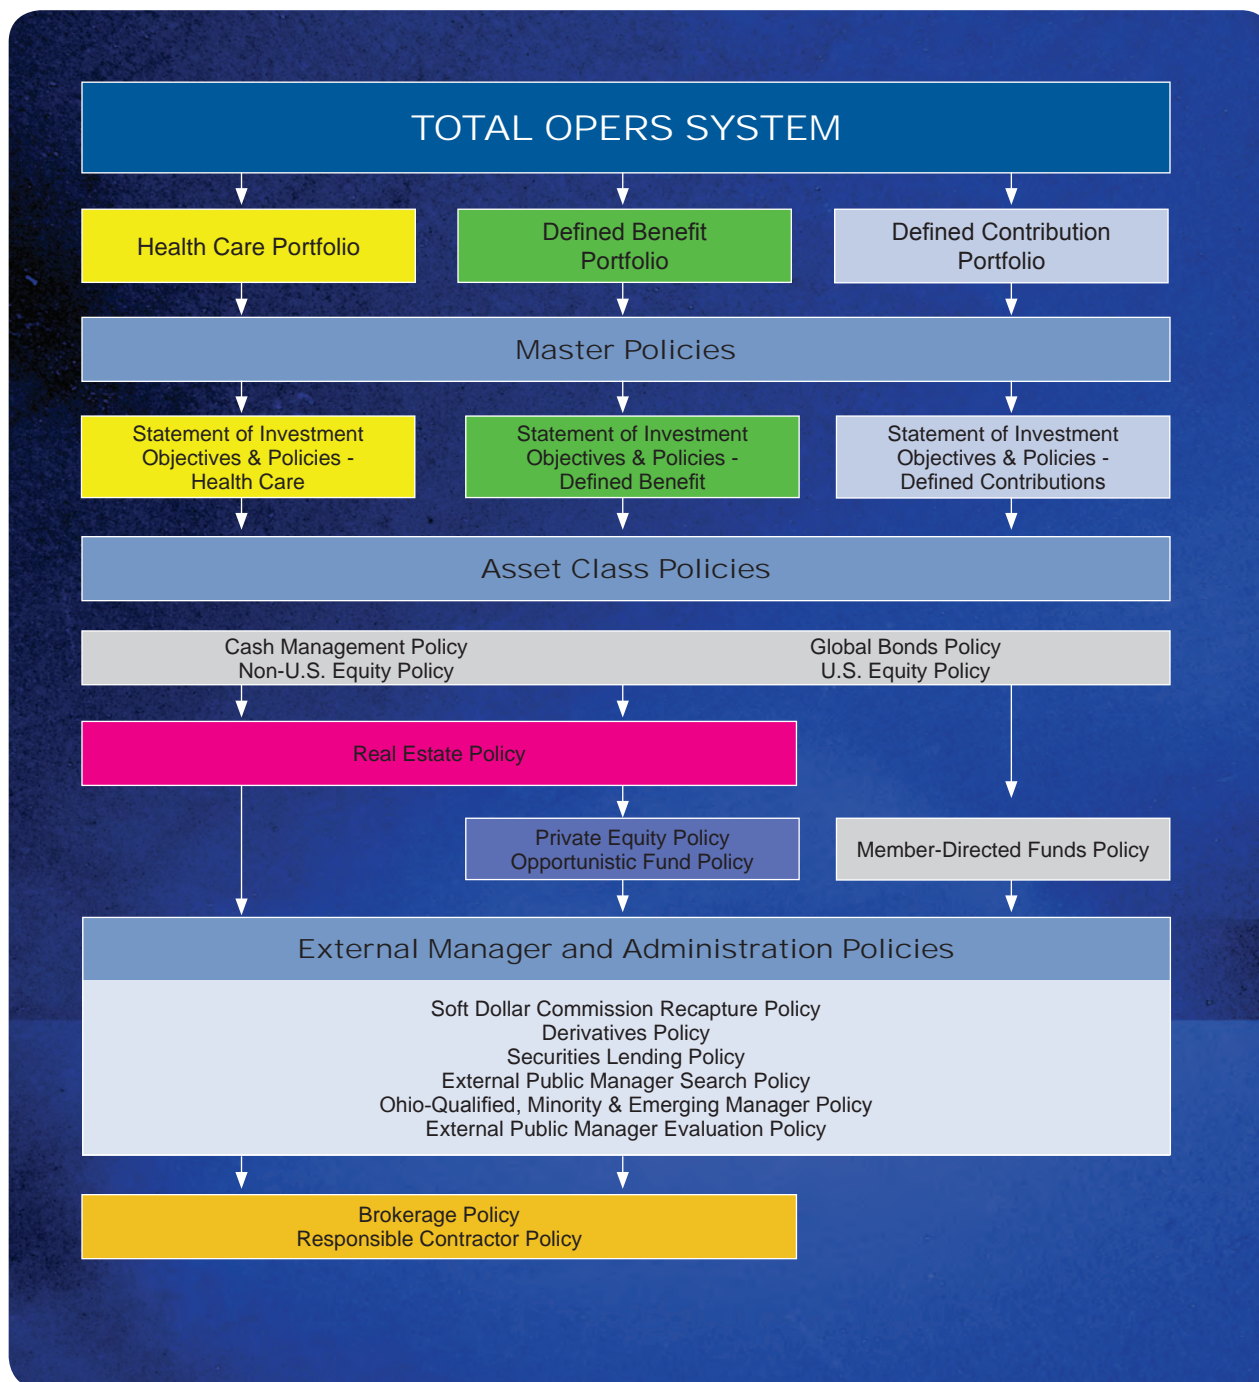 TOTAL OPERS SYSTEM
Health Care Portfolio
Defined Benefit
Portfolio
Defined Contribution
Portfolio
Master Policies
Statement of Investment
Objectives & Policies -
Health Care
Statement of Investment
Objectives & Policies -
Defined Benefit
Statement of Investment
Objectives & Policies -
Defined Contributions
Asset Class Policies
Cash Management Policy
Non-U.S. Equity Policy
Global Bonds Policy
U.S. Equity Policy
Real Estate Policy
Private Equity Policy
Opportunistic Fund Policy
Member-Directed Funds Policy
External Manager and Administration Policies
Soft Dollar Commission Recapture Policy
Derivatives Policy
Securities Lending Policy
External Public Manager Search Policy
Ohio-Qualified, Minority & Emerging Manager Policy
External Public Manager Evaluation Policy
Brokerage Policy
Responsible Contractor Policy